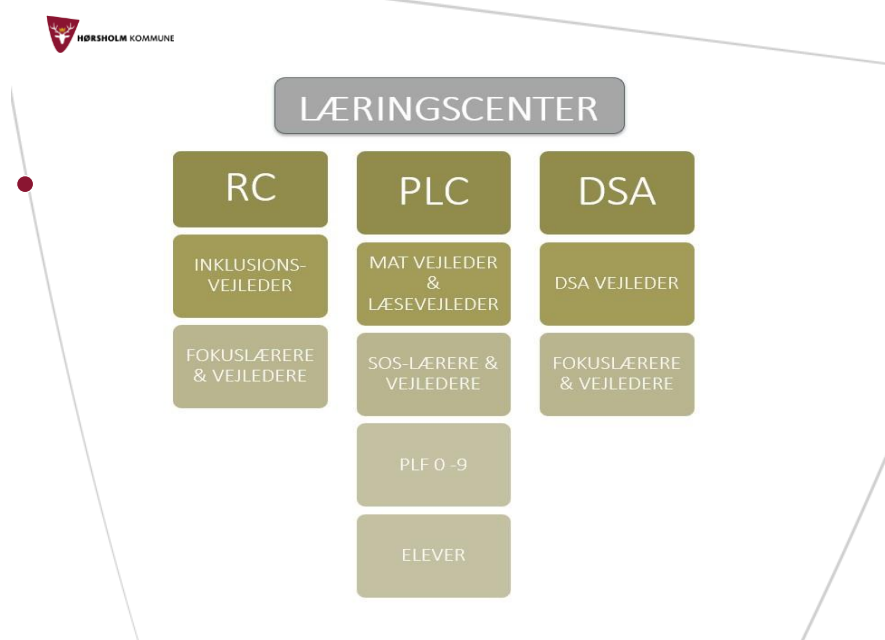 HØRSHOLM KOMMUNE
LÆRINGSCENTER
RC
INKLUSIONS-
VEJLEDER
FOKUSLÆRERE
& VEJLEDERE
PLC
MAT VEJLEDER
&
LÆSEVEJLEDER
SOS-LÆRERE &
VEJLEDERE
PLF 0 -9
ELEVER
DSA
DSA VEJLEDER
FOKUSLÆRERE
& VEJLEDERE